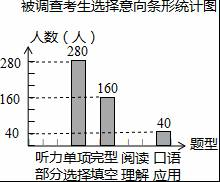 被调查考生选择意向条形统计图
人数（人）
280
280
160
160
40
40
题型
听力 单项 完型 阅读 口语
部分 选择 填空 理解 应用